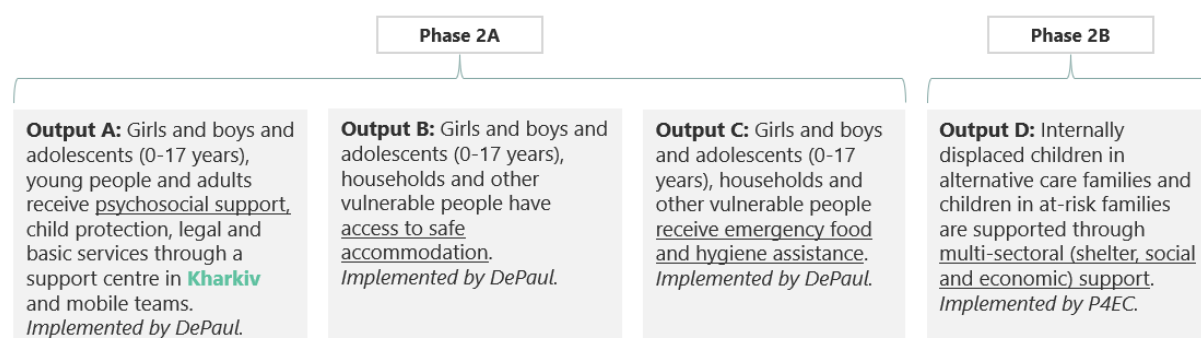 Phase 2A
Phase 2B
Output A: Girls and boys and
adolescents (0-17 years),
young people and adults
receive psychosocial support,
child protection, legal and
basic services through a
support centre in Kharkiv
and mobile teams.
Implemented by DePaul.
Output B: Girls and boys and
adolescents (0-17 years),
households and other
vulnerable people have
access to safe
accommodation.
Implemented by DePaul.
Output C: Girls and boys
and adolescents (0-17
years), households and
other vulnerable people
receive emergency food
and hygiene assistance.
Implemented by DePaul.
Output D: Internally
displaced children in
alternative care families and
children in at-risk families
are supported through
multi-sectoral (shelter, social
and economic) support.
Implemented by P4EC.